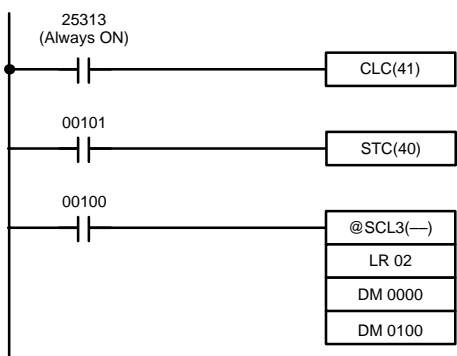 25313
(Always ON)
CLC(41)
00101
STC(40)
00100
@SCL3(—)
LR 02
DM 0000
DM 0100